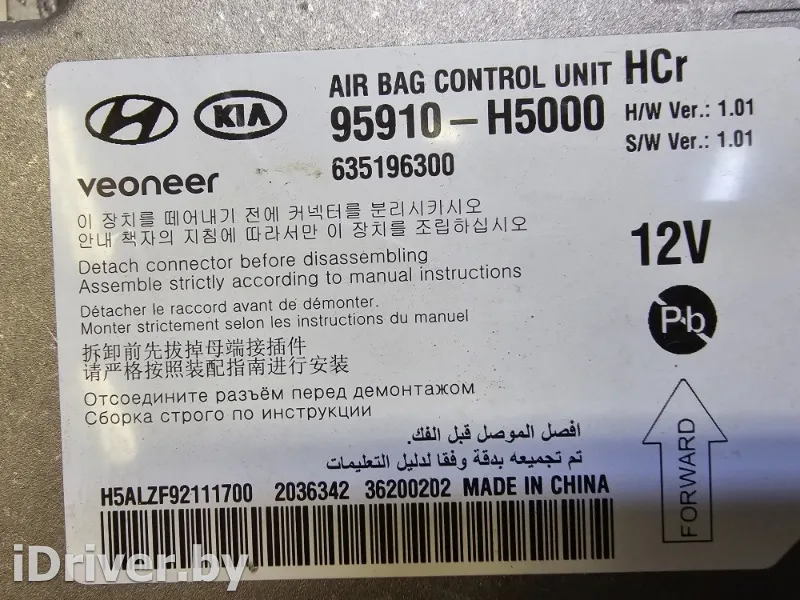 AIR BAG CONTROL UNIT HCr
KIA
95910-H5000
H/W Ver.: 1.01
635196300
S/W Ver.: 1.01
veoneer
이 장치를 떼어내기 전에 커넥터를 분리시키시오
안내 책자의 지침에 따라서만 이 장치를 조립하십시오
12V
Detach connector before disassembling
Assemble strictly according to manual instructions
Détacher le raccord avant de démonter.
Monter strictement selon les instructions du manuel
Pb
拆卸前先拔掉母端接插件
请严格按照装配指南进行安装
Отсоедините разъём перед демонтажом
Сборка строго по инструкции
افصل الموصل قبل الفك.
تم تجميعه بدقة وفقا لدليل التعليمات
FORWARD
H5ALZF92111700 2036342 36200202 MADE IN CHINA
iDriver.by